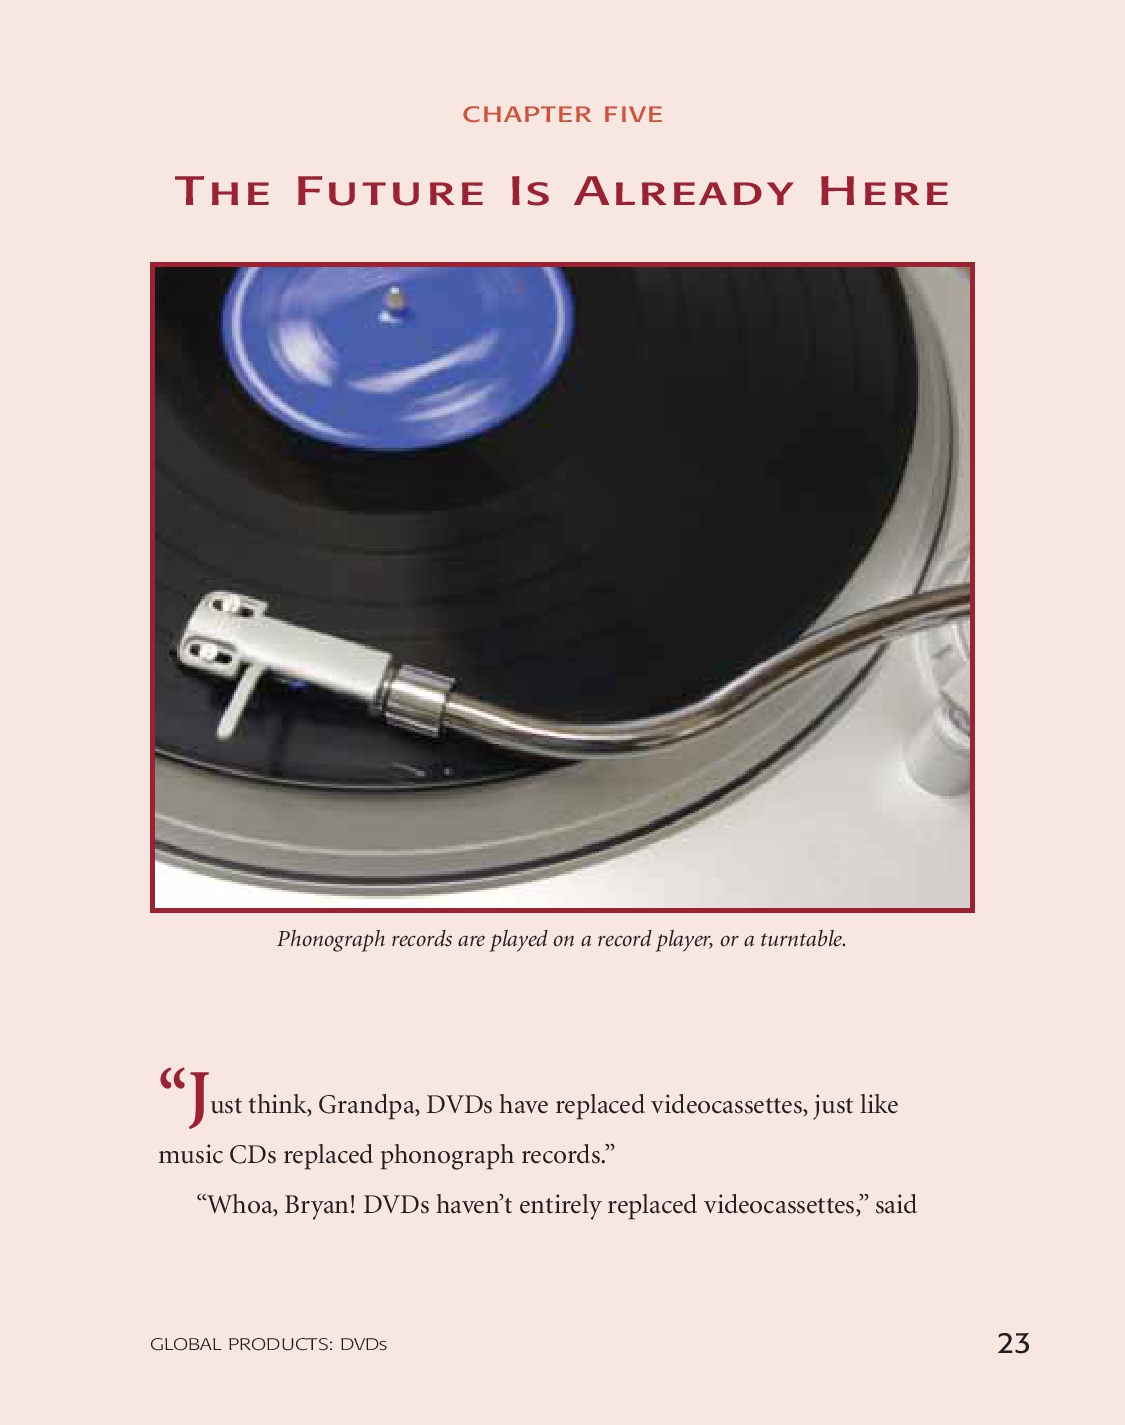 CHAPTER FIVE
THE FUTURE IS ALREADY HERE
Phonograph records are played on a record player, or a turntable.
“Just think, Grandpa, DVDs have replaced videocassettes, just like
music CDs replaced phonograph records.”
“Whoa, Bryan! DVDs haven’t entirely replaced videocassettes,” said
GLOBAL PRODUCTS: DVDs
23